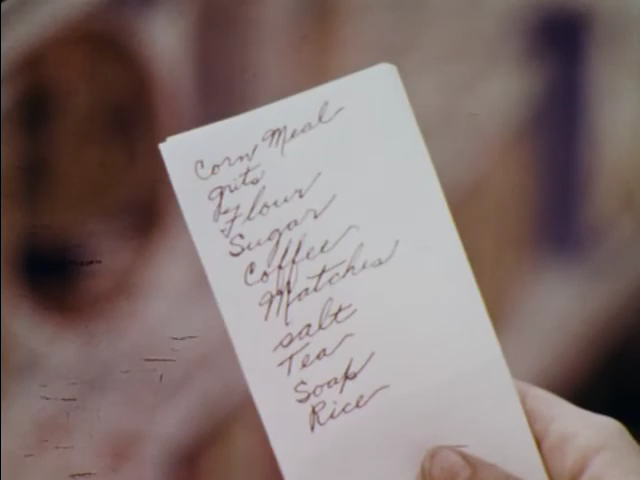 Corn Meal
grits
Flour
Sugar
Coffee
Matches
salt
Tea
Soap
Rice